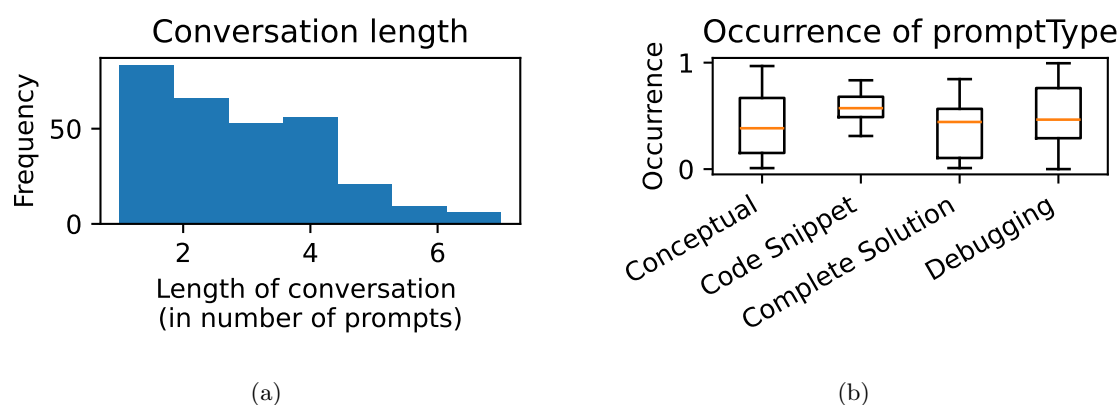 Conversation length
Frequency
50
0
2 4 6
Length of conversation
(in number of prompts)
(a)
Occurrence of promptType
Occurrence
1
0
Conceptual
Code Snippet
Complete Solution
Debugging
(b)